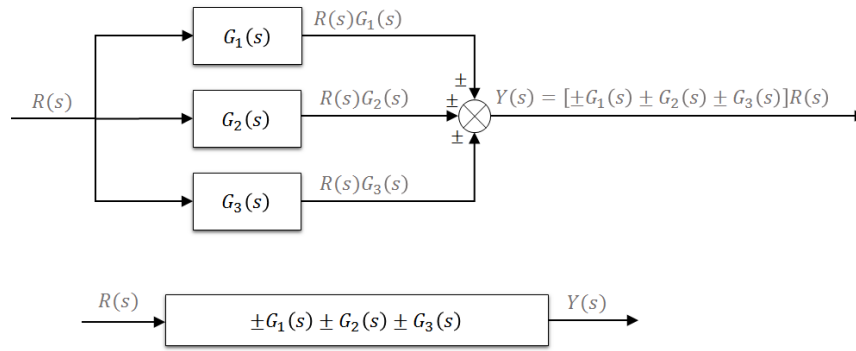 R(s)G₁(s)
G₁(s)
±
R(s)
R(s)G₂(s)
±
Y(s) = [±G₁(s) ± G₂(s) ± G₃(s)]R(s)
G₂(s)
±
R(s)G₃(s)
G₃(s)
R(s)
±G₁(s) ± G₂(s) ± G₃(s)
Y(s)